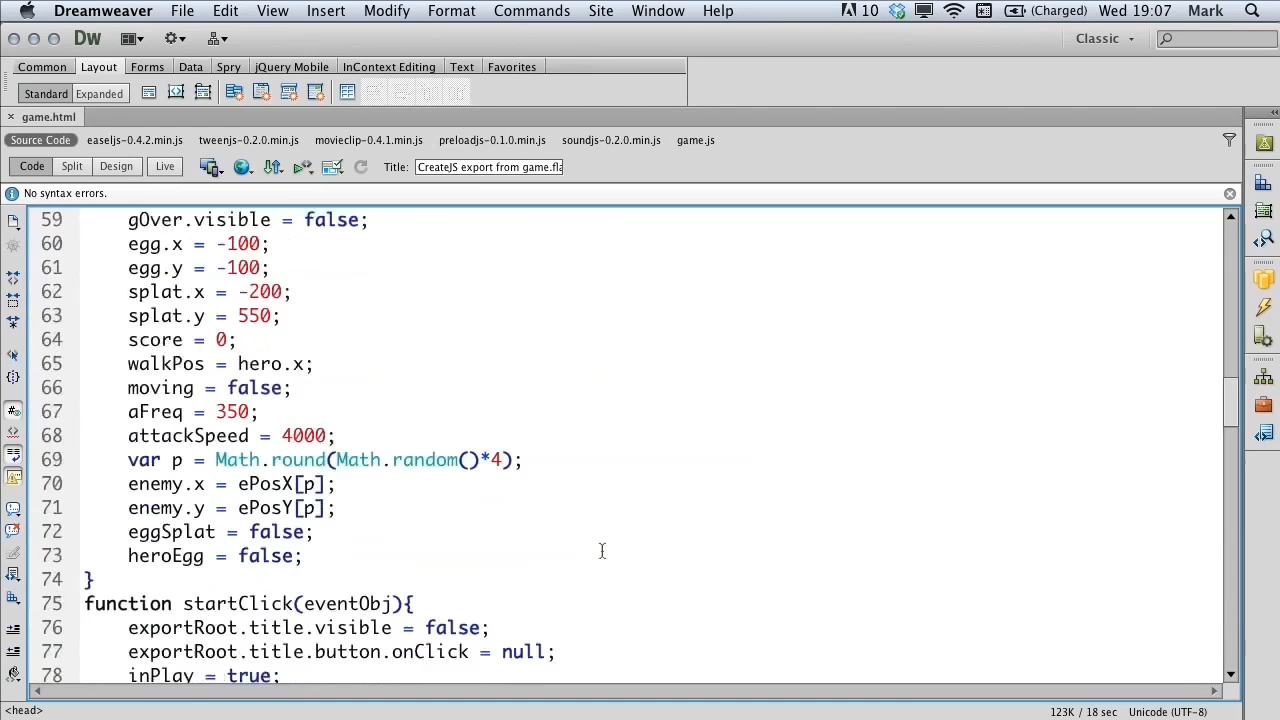 Dreamweaver File Edit View Insert Modify Format Commands Site Window Help 10 (Charged) Wed 19:07 Mark
Dw Classic
Common Layout Forms Data Spry jQuery Mobile InContext Editing Text Favorites
Standard Expanded
× game.html
Source Code easeljs-0.4.2.min.js tweenjs-0.2.0.min.js movieclip-0.4.1.min.js preloadjs-0.1.0.min.js soundjs-0.2.0.min.js game.js
Code Split Design Live Title: CreateJS export from game.fla
No syntax errors.
59 gOver.visible = false;
60 egg.x = -100;
61 egg.y = -100;
62 splat.x = -200;
63 splat.y = 550;
64 score = 0;
65 walkPos = hero.x;
66 moving = false;
67 aFreq = 350;
68 attackSpeed = 4000;
69 var p = Math.round(Math.random()*4);
70 enemy.x = ePosX[p];
71 enemy.y = ePosY[p];
72 eggSplat = false;
73 heroEgg = false;
74 }
75 function startClick(eventObj){
76 exportRoot.title.visible = false;
77 exportRoot.title.button.onClick = null;
78 inPlay = true;
<head> 123K / 18 sec Unicode (UTF-8)